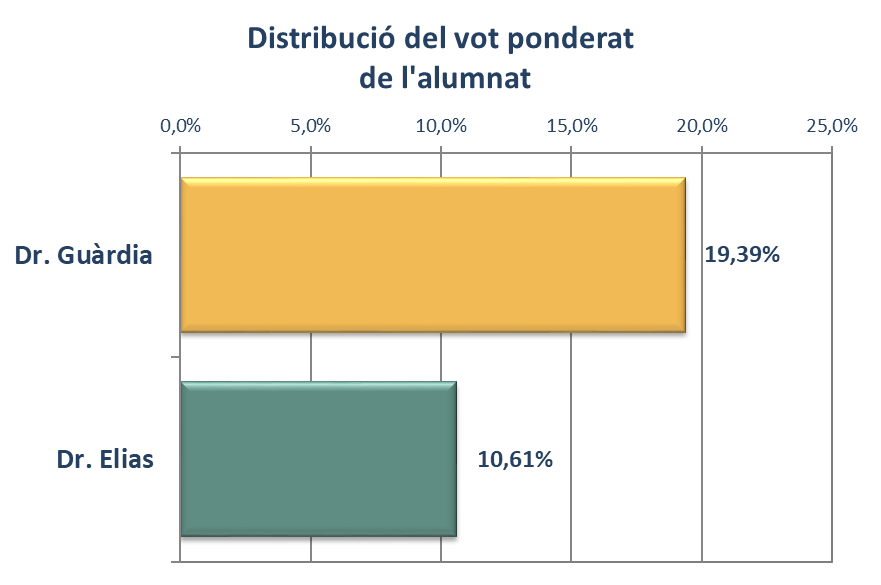 Distribució del vot ponderat
de l'alumnat
0,0% 5,0% 10,0% 15,0% 20,0% 25,0%
Dr. Guàrdia 19,39%
Dr. Elias 10,61%